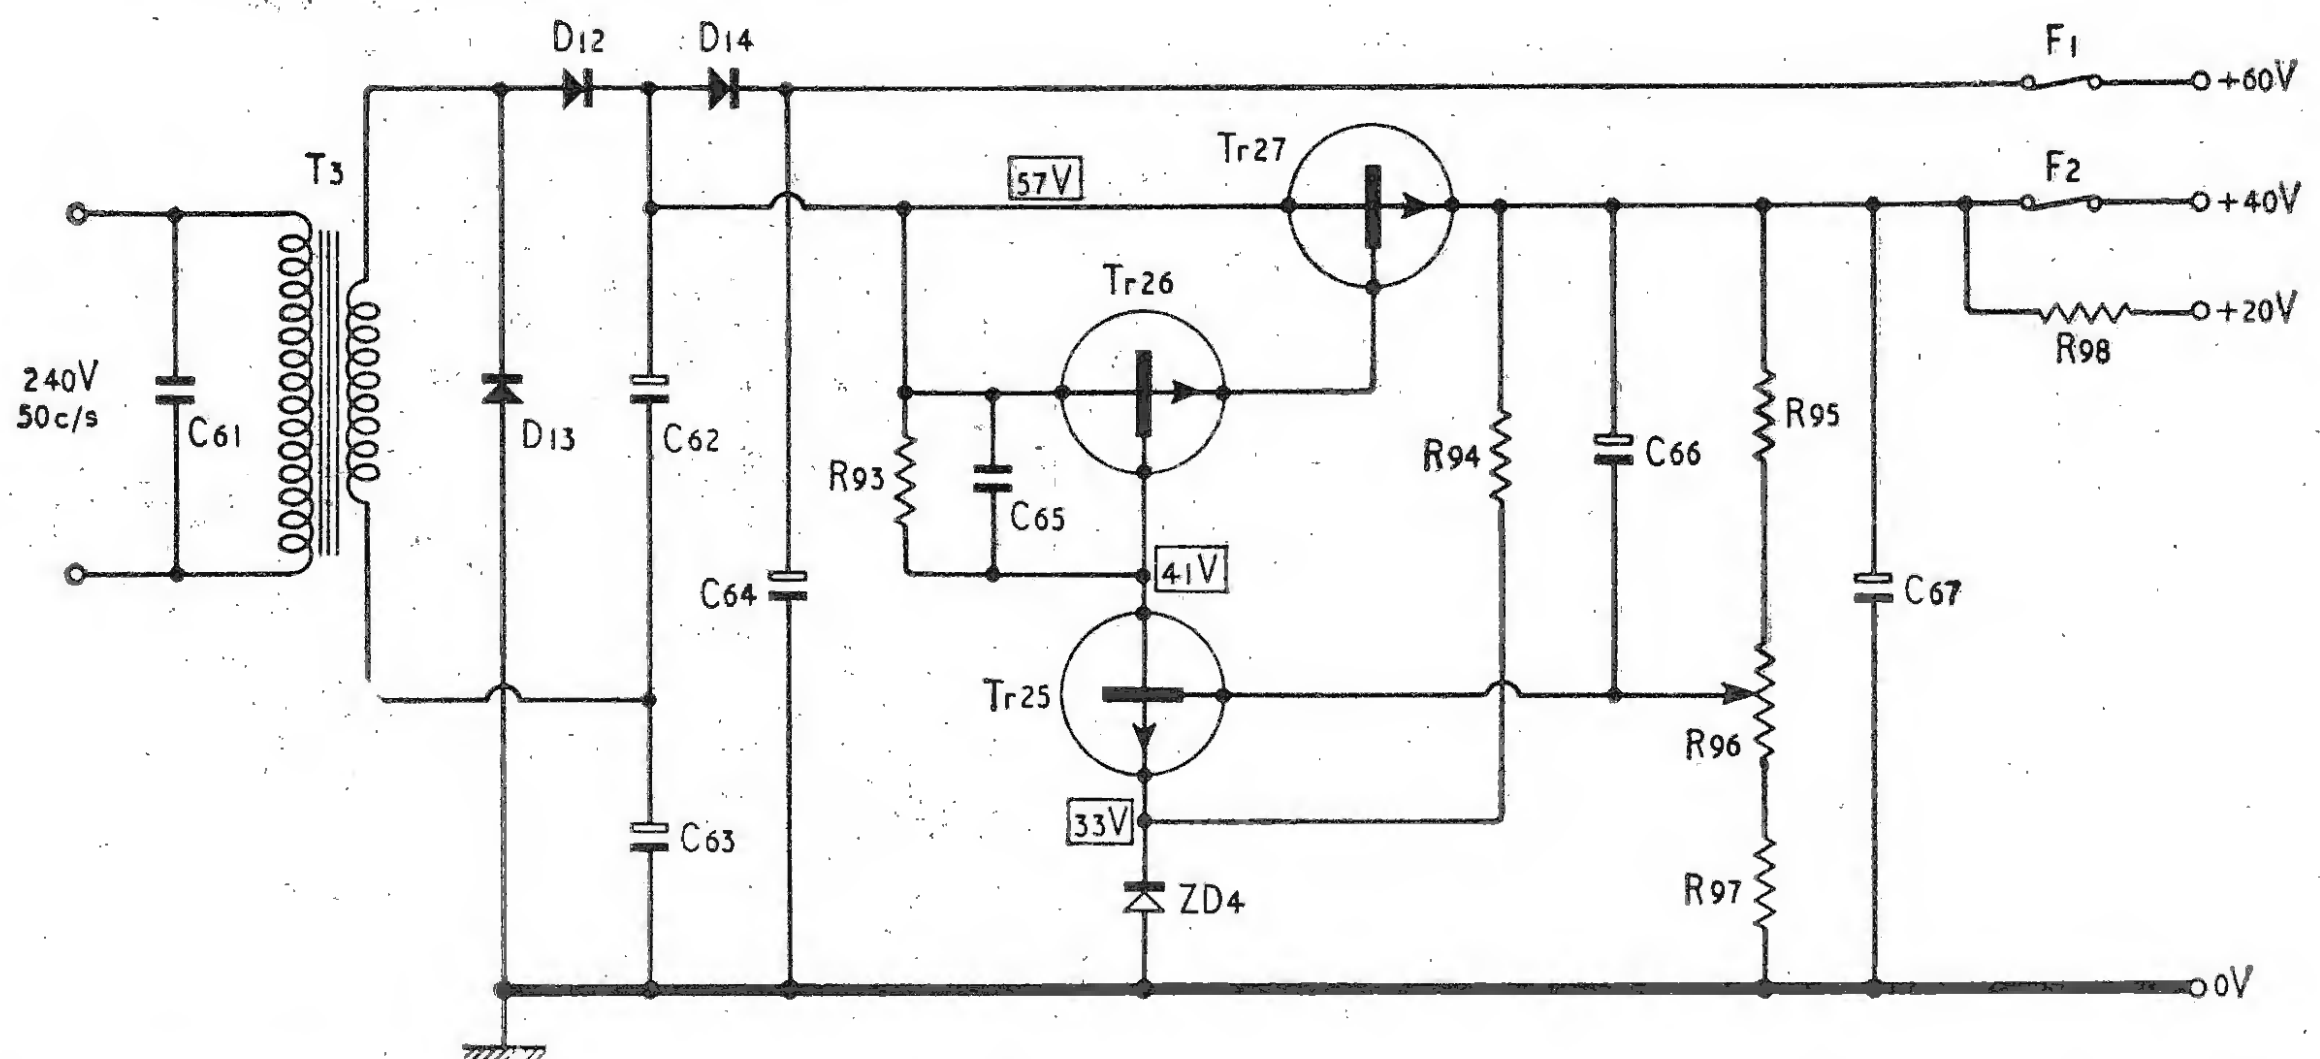 D12
D14
F1
+60V
T3
57V
Tr27
F2
+40V
Tr26
+20V
R98
240V
50c/s
C61
D13
C62
R93
C65
R94
C66
R95
41V
C64
C67
Tr25
R96
33V
C63
ZD4
R97
0V